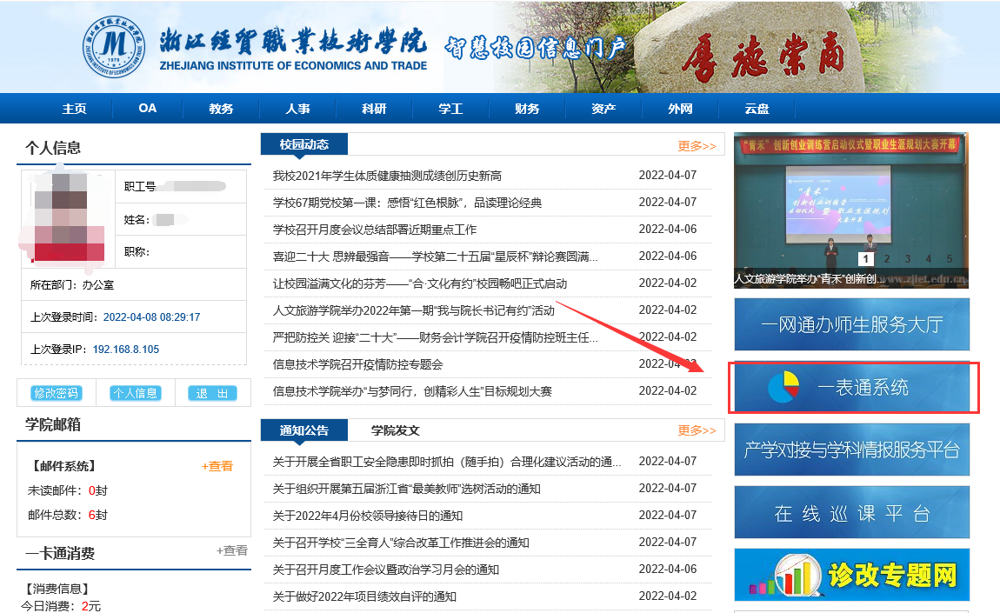 浙江经贸職業技術學院
ZHEJIANG INSTITUTE OF ECONOMICS AND TRADE
智慧校园信息门户
厚德崇商
主页 OA 教务 人事 科研 学工 财务 资产 外网 云盘
个人信息
职工号
姓名：
职称：
所在部门：办公室
上次登录时间：2022-04-08 08:29:17
上次登录IP：192.168.8.105
修改密码 个人信息 退 出
学院邮箱
【邮件系统】 +查看
未读邮件：0封
邮件总数：6封
一卡通消费 +查看
【消费信息】
今日消费：2元
校园动态 更多>>
我校2021年学生体质健康抽测成绩创历史新高 2022-04-07
学校67期党校第一课：感悟“红色根脉”，品读理论经典 2022-04-07
学校召开月度会议总结部署近期重点工作 2022-04-06
喜迎二十大 思辨最强音——学校第二十五届“星辰杯”辩论赛圆满... 2022-04-06
让校园溢满文化的芬芳——“合·文化有约”校园畅吧正式启动 2022-04-02
人文旅游学院举办2022年第一期“我与院长书记有约”活动 2022-04-02
严把防控关 迎接“二十大”——财务会计学院召开疫情防控班主任... 2022-04-02
信息技术学院召开疫情防控专题会 2022-04-02
信息技术学院举办“与梦同行，创精彩人生”目标规划大赛 2022-04-02
通知公告 学院发文 更多>>
关于开展全省职工安全隐患即时抓拍（随手拍）合理化建议活动的通... 2022-04-07
关于组织开展第五届浙江省“最美教师”选树活动的通知 2022-04-07
关于2022年4月份校领导接待日的通知 2022-04-07
关于召开学校“三全育人”综合改革工作推进会的通知 2022-04-07
关于召开月度工作会议暨政治学习月会的通知 2022-04-06
关于做好2022年项目绩效自评的通知 2022-04-02
“青禾”创新创业训练营启动仪式暨职业生涯规划大赛开幕
“青禾”
创新创业训练营
启动仪式 暨 职业生涯规划
大赛开幕
1 2 3 4 5
人文旅游学院举办“青禾”创新创...
www.zjiet.edu.cn
一网通办师生服务大厅
一表通系统
产学对接与学科情报服务平台
在线巡课平台
诊改专题网